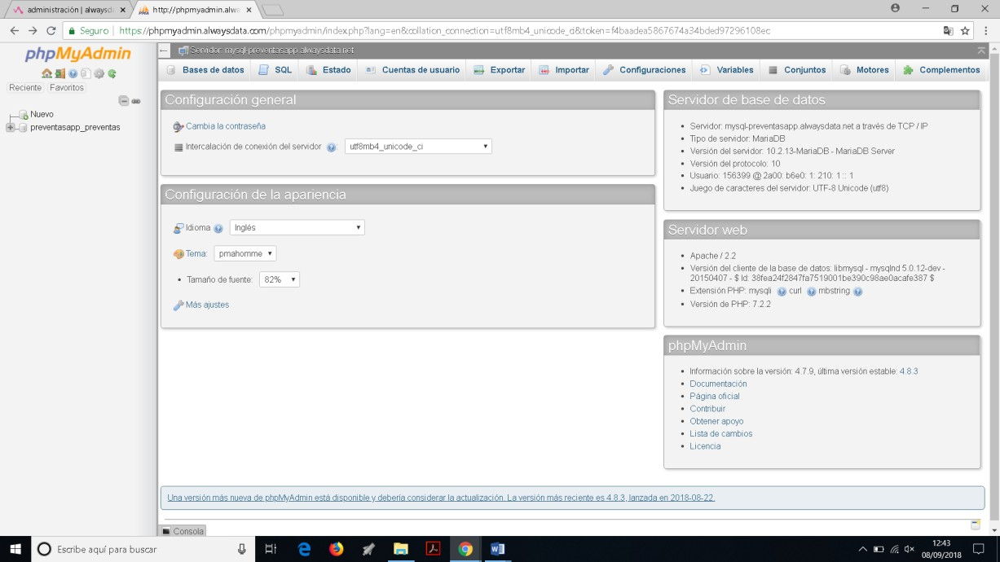 administración | alwaysd
http://phpmyadmin.alwa
Seguro | https://phpmyadmin.alwaysdata.com/phpmyadmin/index.php?lang=en&collation_connection=utf8mb4_unicode_ci&token=f4baadea5867674a34bded97296108ec
phpMyAdmin
Reciente Favoritos
Nuevo
preventasapp_preventas
Servidor: mysql-preventasapp.alwaysdata.net
Bases de datos SQL Estado Cuentas de usuario Exportar Importar Configuraciones Variables Conjuntos Motores Complementos
Configuración general
Cambia la contraseña
Intercalación de conexión del servidor : utf8mb4_unicode_ci
Configuración de la apariencia
Idioma Inglés
Tema: pmahomme
Tamaño de fuente: 82%
Más ajustes
Servidor de base de datos
Servidor: mysql-preventasapp.alwaysdata.net a través de TCP / IP
Tipo de servidor: MariaDB
Versión del servidor: 10.2.13-MariaDB - MariaDB Server
Versión del protocolo: 10
Usuario: 156399 @ 2a00: b6e0: 1: 210: 1 :: 1
Juego de caracteres del servidor: UTF-8 Unicode (utf8)
Servidor web
Apache / 2.2
Versión del cliente de la base de datos: libmysql - mysqlnd 5.0.12-dev -
20150407 - $ Id: 38fea24f2847fa7519001be390c98ae0acafe387 $
Extensión PHP: mysqli curl mbstring
Versión de PHP: 7.2.2
phpMyAdmin
Información sobre la versión: 4.7.9, última versión estable: 4.8.3
Documentación
Página oficial
Contribuir
Obtener apoyo
Lista de cambios
Licencia
Una versión más nueva de phpMyAdmin está disponible y debería considerar la actualización. La versión más reciente es 4.8.3, lanzada en 2018-08-22.
Consola
Escribe aquí para buscar
12:43
08/09/2018